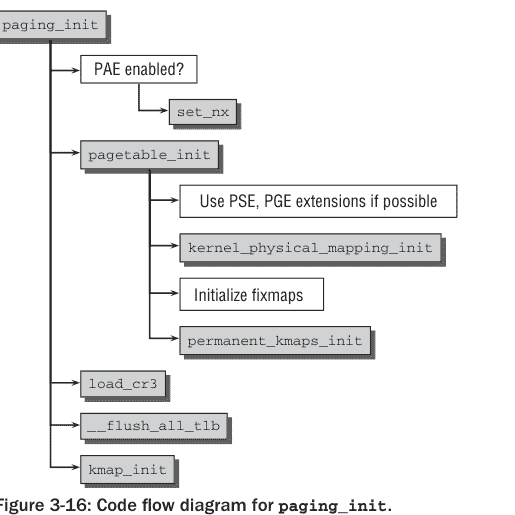 paging_init
PAE enabled?
set_nx
pagetable_init
Use PSE, PGE extensions if possible
kernel_physical_mapping_init
Initialize fixmaps
permanent_kmaps_init
load_cr3
__flush_all_tlb
kmap_init
Figure 3-16: Code flow diagram for paging_init.